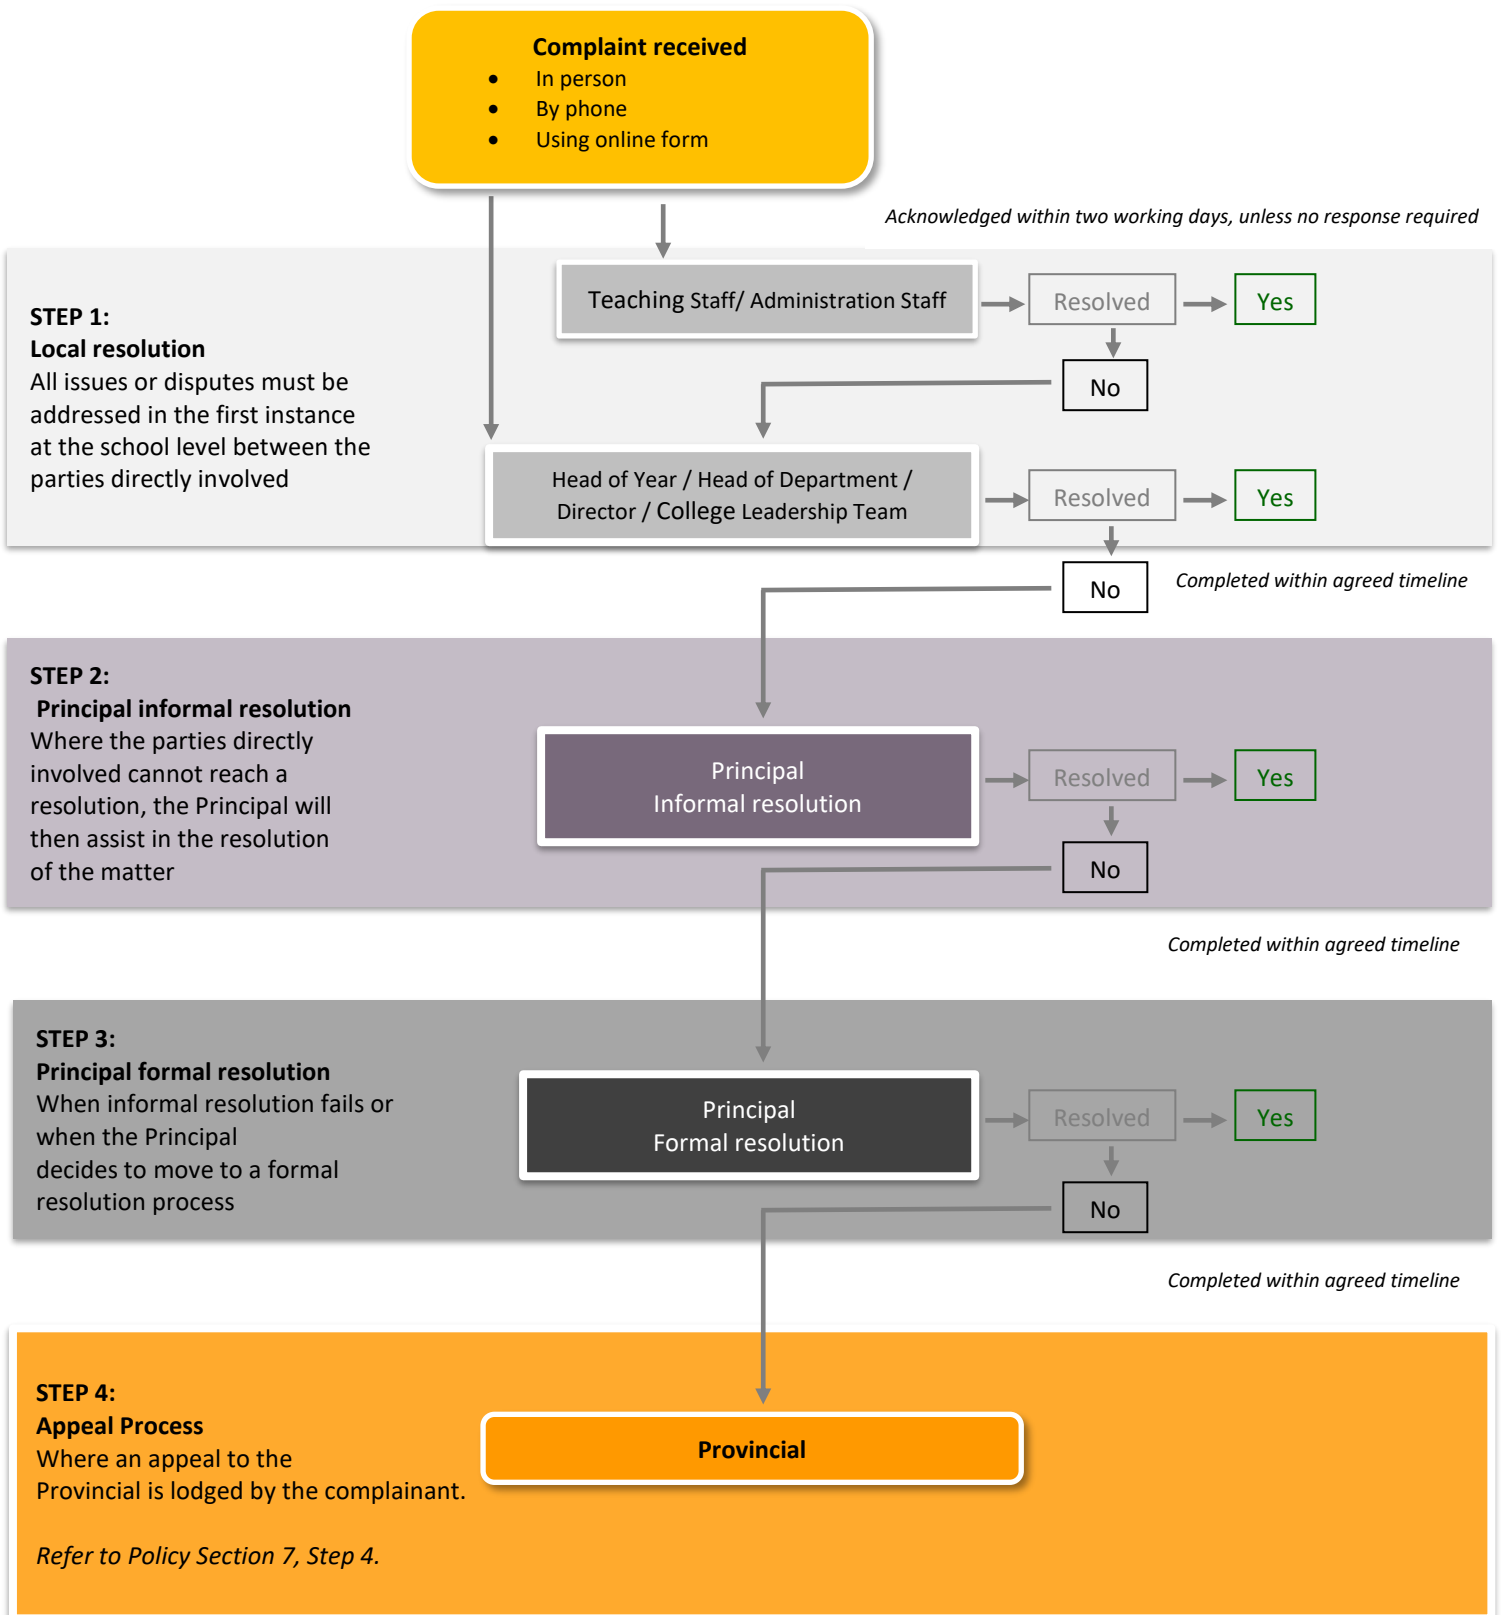 Complaint received
• In person
• By phone
• Using online form
Acknowledged within two working days, unless no response required
STEP 1:
Local resolution
All issues or disputes must be
addressed in the first instance
at the school level between the
parties directly involved
Teaching Staff/ Administration Staff
Resolved
Yes
No
Head of Year / Head of Department /
Director / College Leadership Team
Resolved
Yes
No
Completed within agreed timeline
STEP 2:
Principal informal resolution
Where the parties directly
involved cannot reach a
resolution, the Principal will
then assist in the resolution
of the matter
Principal
Informal resolution
Resolved
Yes
No
Completed within agreed timeline
STEP 3:
Principal formal resolution
When informal resolution fails or
when the Principal
decides to move to a formal
resolution process
Principal
Formal resolution
Resolved
Yes
No
Completed within agreed timeline
STEP 4:
Appeal Process
Where an appeal to the
Provincial is lodged by the complainant.
Refer to Policy Section 7, Step 4.
Provincial